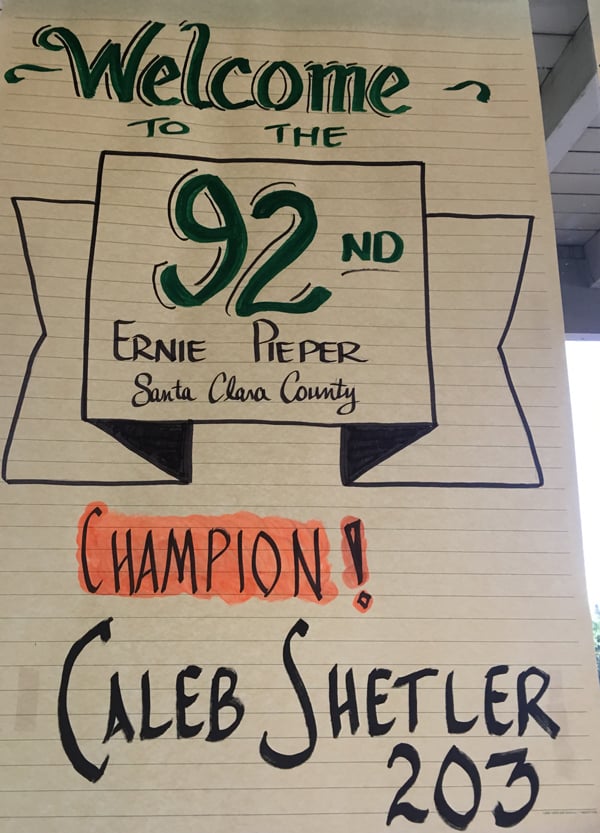 ~Welcome~
TO THE
92ND
ERNIE PIEPER
Santa Clara County
CHAMPION!
CALEB SHETLER
203